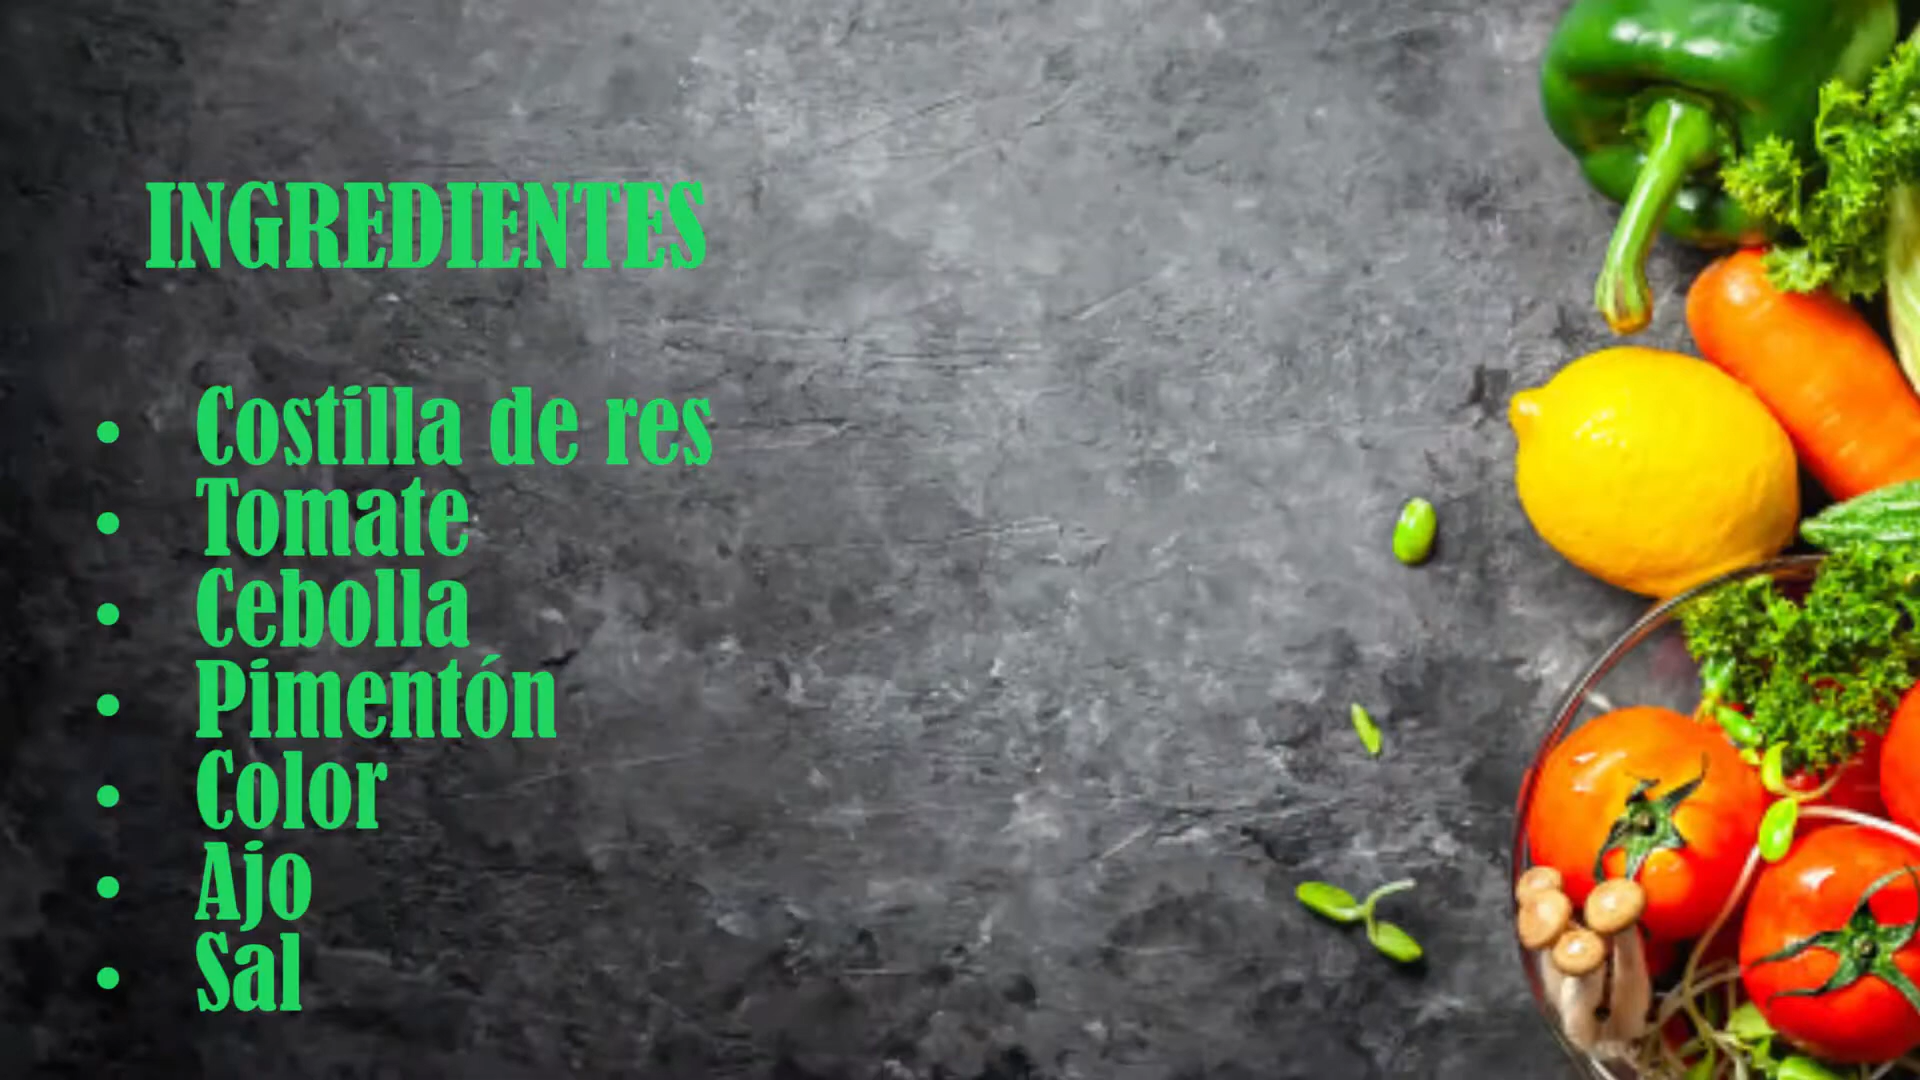 INGREDIENTES
• Costilla de res
• Tomate
• Cebolla
• Pimentón
• Color
• Ajo
• Sal